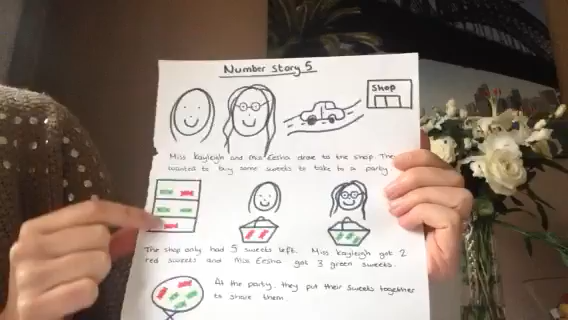 Number Story 5
Shop
Miss Kayleigh and Miss Eesha drove to the shop. They
wanted to buy some sweets to take to a party.
The shop only had 5 sweets left. Miss Kayleigh got 2
red sweets and Miss Eesha got 3 green sweets.
At the party, they put their sweets together
to share them